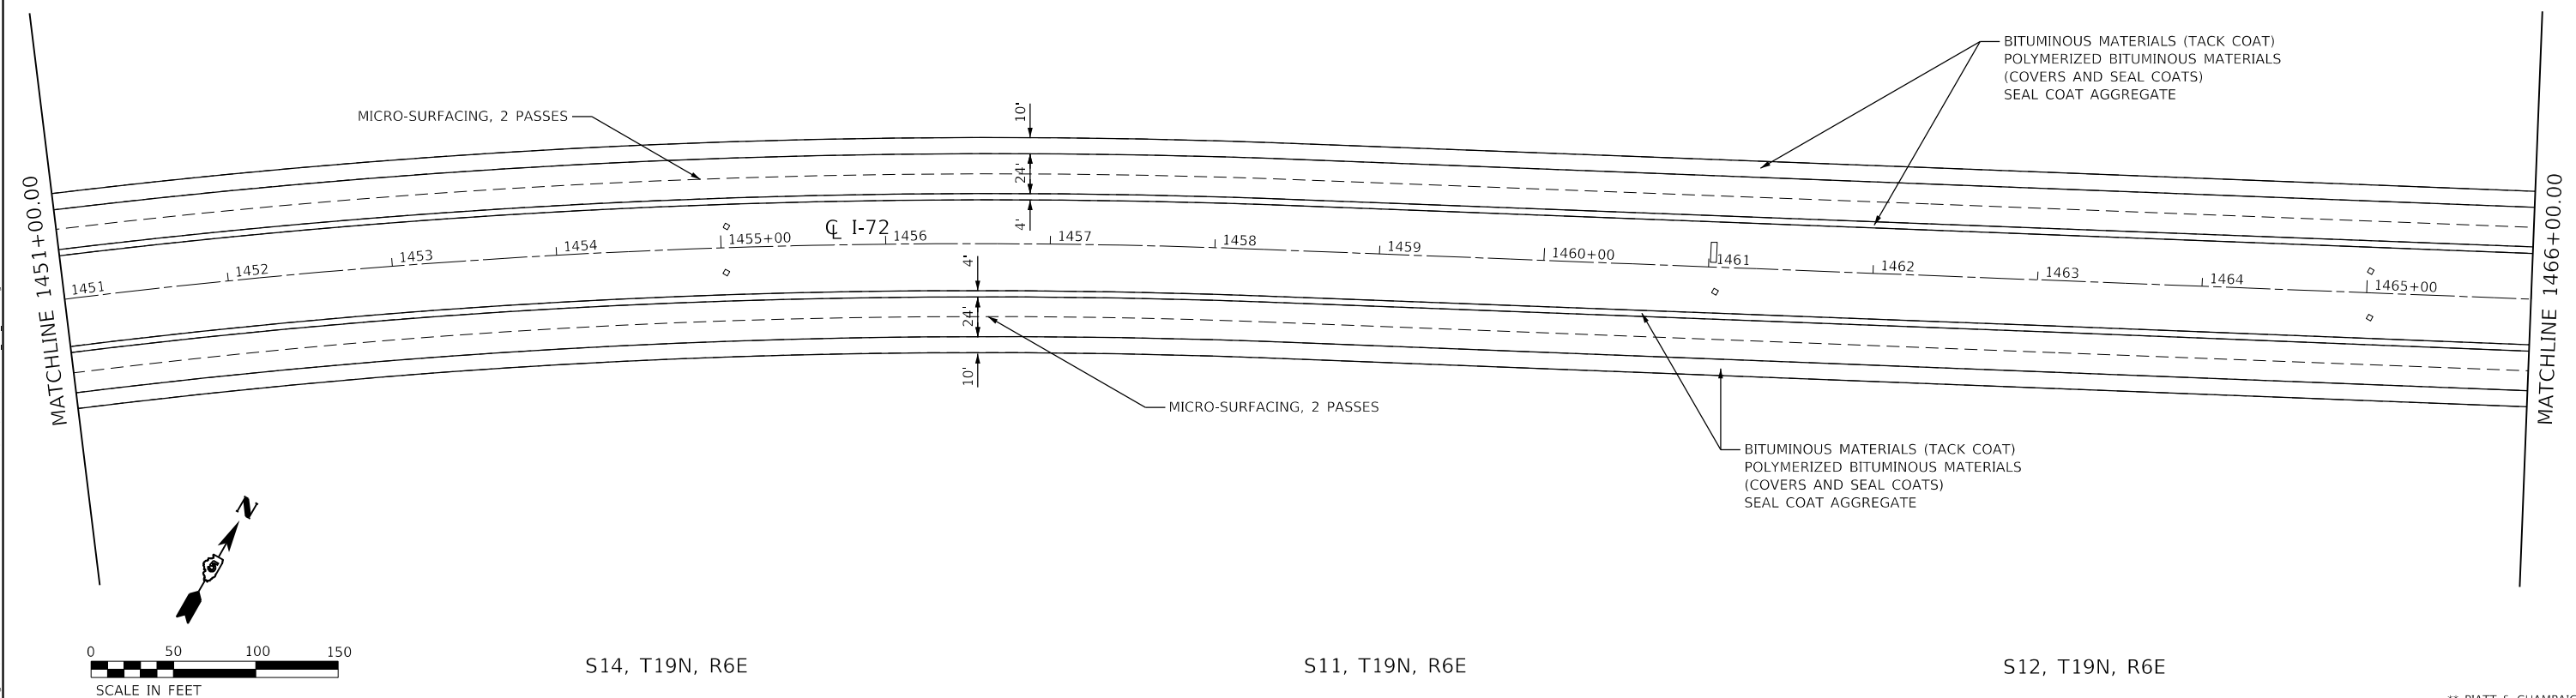 BITUMINOUS MATERIALS (TACK COAT)
POLYMERIZED BITUMINOUS MATERIALS
(COVERS AND SEAL COATS)
SEAL COAT AGGREGATE
MICRO-SURFACING, 2 PASSES
10'
24'
4'
MATCHLINE 1451+00.00
MATCHLINE 1466+00.00
℄ I-72
1451
1452
1453
1454
1455+00
1456
1457
1458
1459
1460+00
1461
1462
1463
1464
1465+00
4'
24'
10'
MICRO-SURFACING, 2 PASSES
BITUMINOUS MATERIALS (TACK COAT)
POLYMERIZED BITUMINOUS MATERIALS
(COVERS AND SEAL COATS)
SEAL COAT AGGREGATE
N
0 50 100 150
SCALE IN FEET
S14, T19N, R6E
S11, T19N, R6E
S12, T19N, R6E